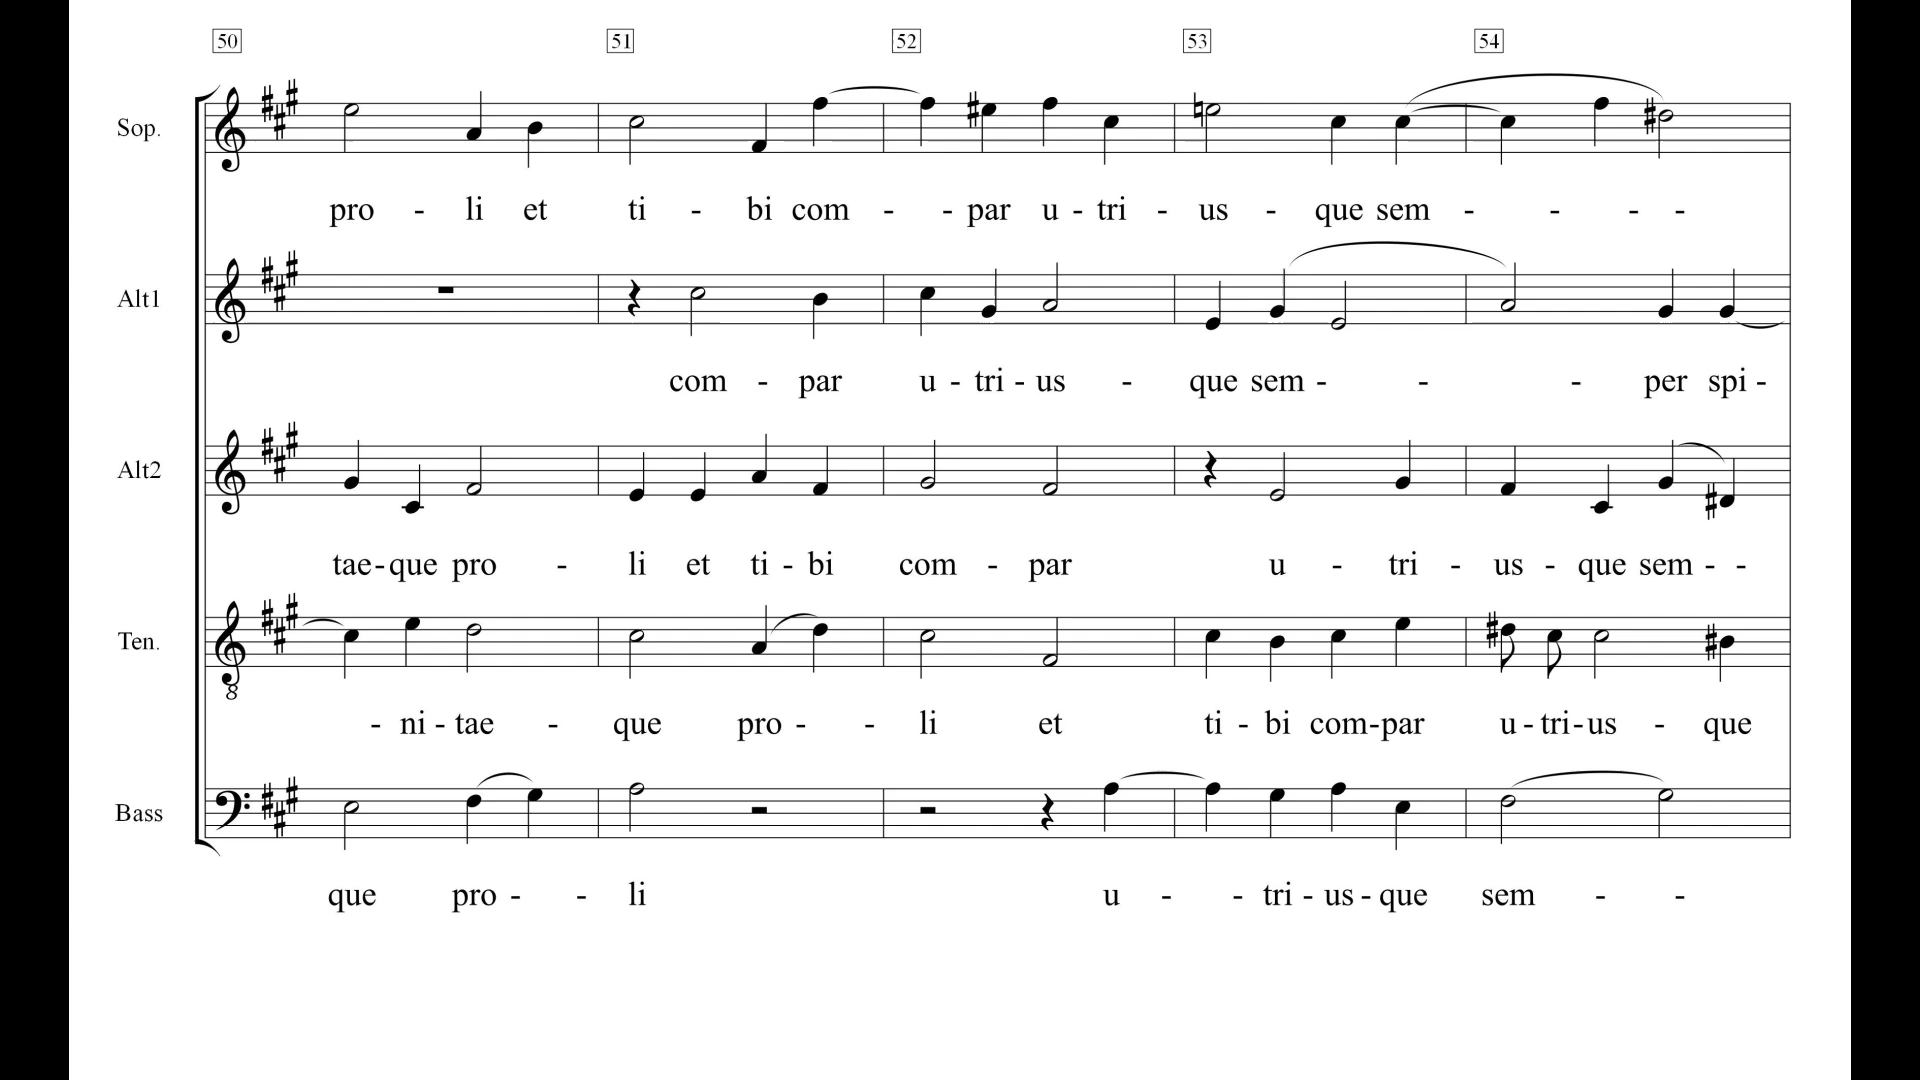 50 51 52 53 54
Sop.
pro - li et ti - bi com - - par u - tri - us - que sem - - - -
Alt1
com - par u - tri - us - que sem - - - per spi -
Alt2
tae - que pro - li et ti - bi com - par u - tri - us - que sem - -
Ten.
8
- ni - tae - que pro - - li et ti - bi com - par u - tri - us - que
Bass
que pro - - li u - - tri - us - que sem - -